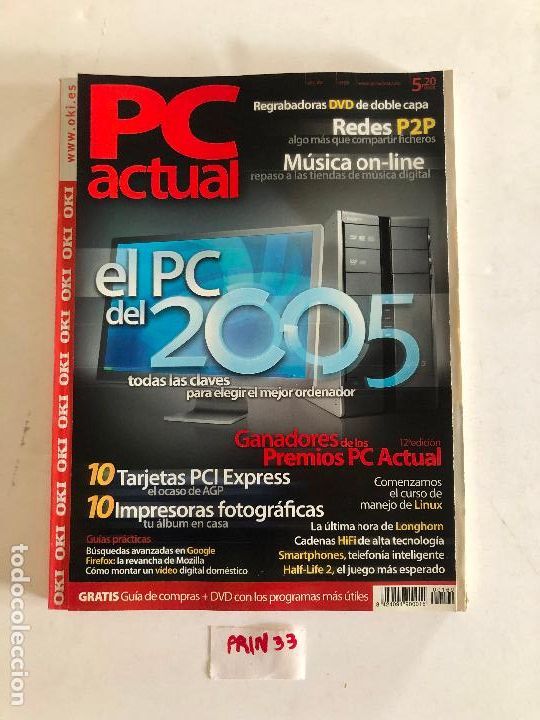 www.oki.es
OKI OKI OKI OKI OKI OKI OKI OKI OKI
PC
actual
5,20
Regrabadoras DVD de doble capa
Redes P2P
algo más que compartir ficheros
Música on-line
repaso a las tiendas de música digital
el PC
del
2005
todas las claves
para elegir el mejor ordenador
Ganadores de los
12ª edición
Premios PC Actual
10 Tarjetas PCI Express
el ocaso de AGP
10 Impresoras fotográficas
tu álbum en casa
Comenzamos
el curso de
manejo de Linux
Guías prácticas
Búsquedas avanzadas en Google
Firefox: la revancha de Mozilla
Cómo montar un vídeo digital doméstico
La última hora de Longhorn
Cadenas HiFi de alta tecnología
Smartphones, telefonía inteligente
Half-Life 2, el juego más esperado
GRATIS Guía de compras + DVD con los programas más útiles
PRIN 33
todocoleccion